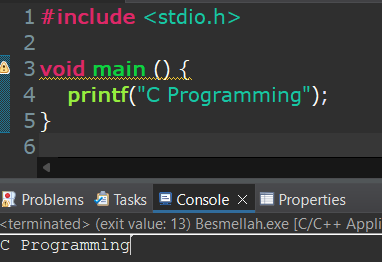 1 #include <stdio.h>
2
3 void main () {
4 printf("C Programming");
5 }
6
Problems Tasks Console Properties
<terminated> (exit value: 13) Besmellah.exe [C/C++ Appli
C Programming